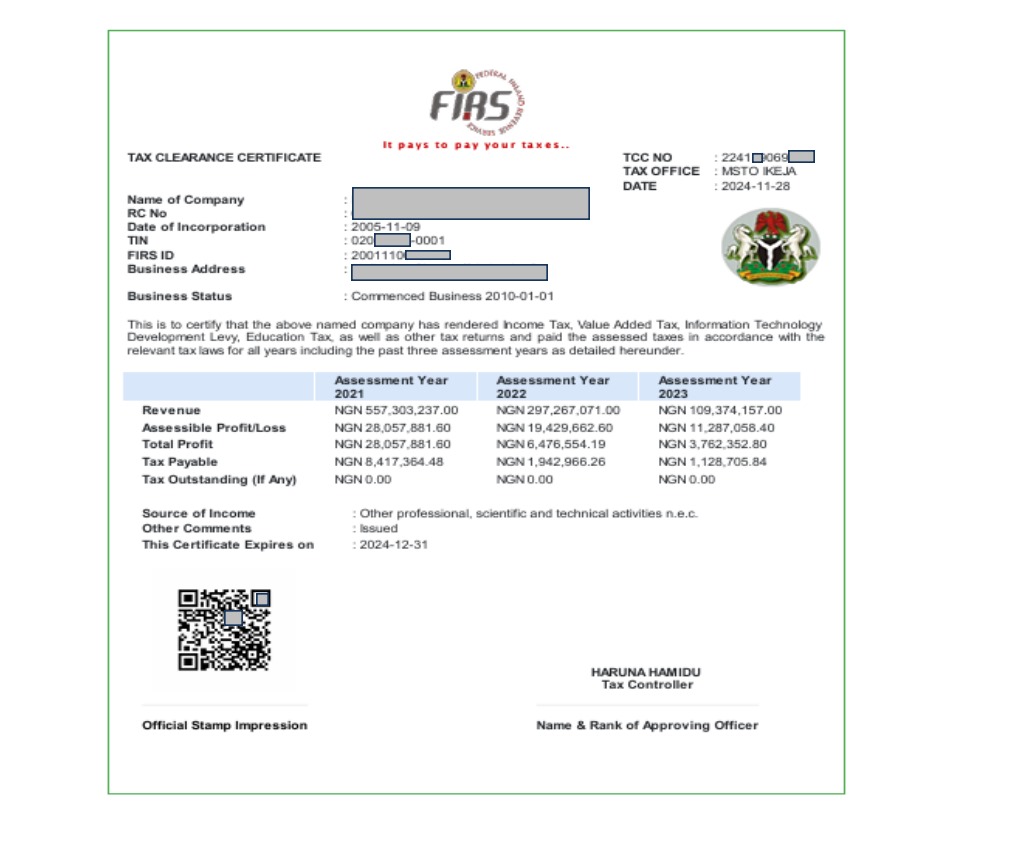 FEDERAL INLAND REVENUE SERVICE
FIRS
It pays to pay your taxes..
TAX CLEARANCE CERTIFICATE
TCC NO : 2241 069
TAX OFFICE : MSTO IKEJA
DATE : 2024-11-28
Name of Company :
RC No :
Date of Incorporation : 2005-11-09
TIN : 020 -0001
FIRS ID : 2001110
Business Address :
Business Status : Commenced Business 2010-01-01
This is to certify that the above named company has rendered Income Tax, Value Added Tax, Information Technology
Development Levy, Education Tax, as well as other tax returns and paid the assessed taxes in accordance with the
relevant tax laws for all years including the past three assessment years as detailed hereunder.
Assessment Year 2021 Assessment Year 2022 Assessment Year 2023
Revenue NGN 557,303,237.00 NGN 297,267,071.00 NGN 109,374,157.00
Assessible Profit/Loss NGN 28,057,881.60 NGN 19,429,662.60 NGN 11,287,058.40
Total Profit NGN 28,057,881.60 NGN 6,476,554.19 NGN 3,762,352.80
Tax Payable NGN 8,417,364.48 NGN 1,942,966.26 NGN 1,128,705.84
Tax Outstanding (If Any) NGN 0.00 NGN 0.00 NGN 0.00
Source of Income : Other professional, scientific and technical activities n.e.c.
Other Comments : Issued
This Certificate Expires on : 2024-12-31
HARUNA HAMIDU
Tax Controller
Official Stamp Impression
Name & Rank of Approving Officer